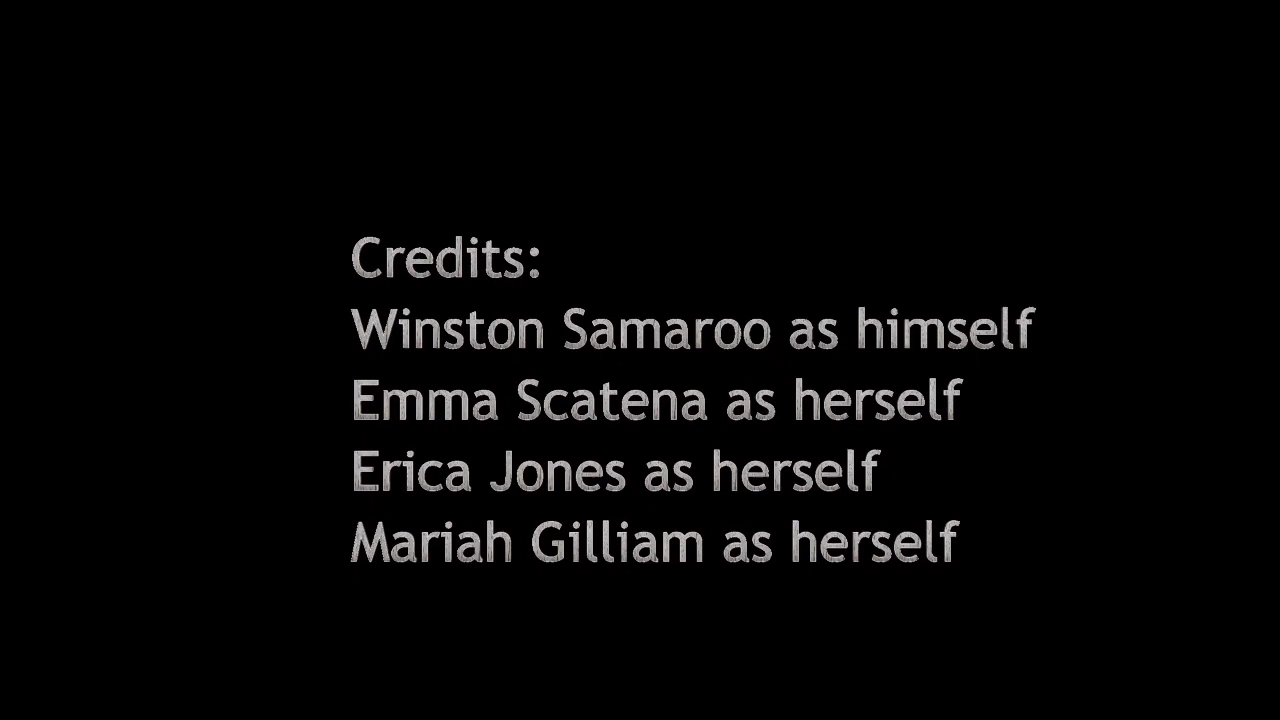 Credits:
Winston Samaroo as himself
Emma Scatena as herself
Erica Jones as herself
Mariah Gilliam as herself